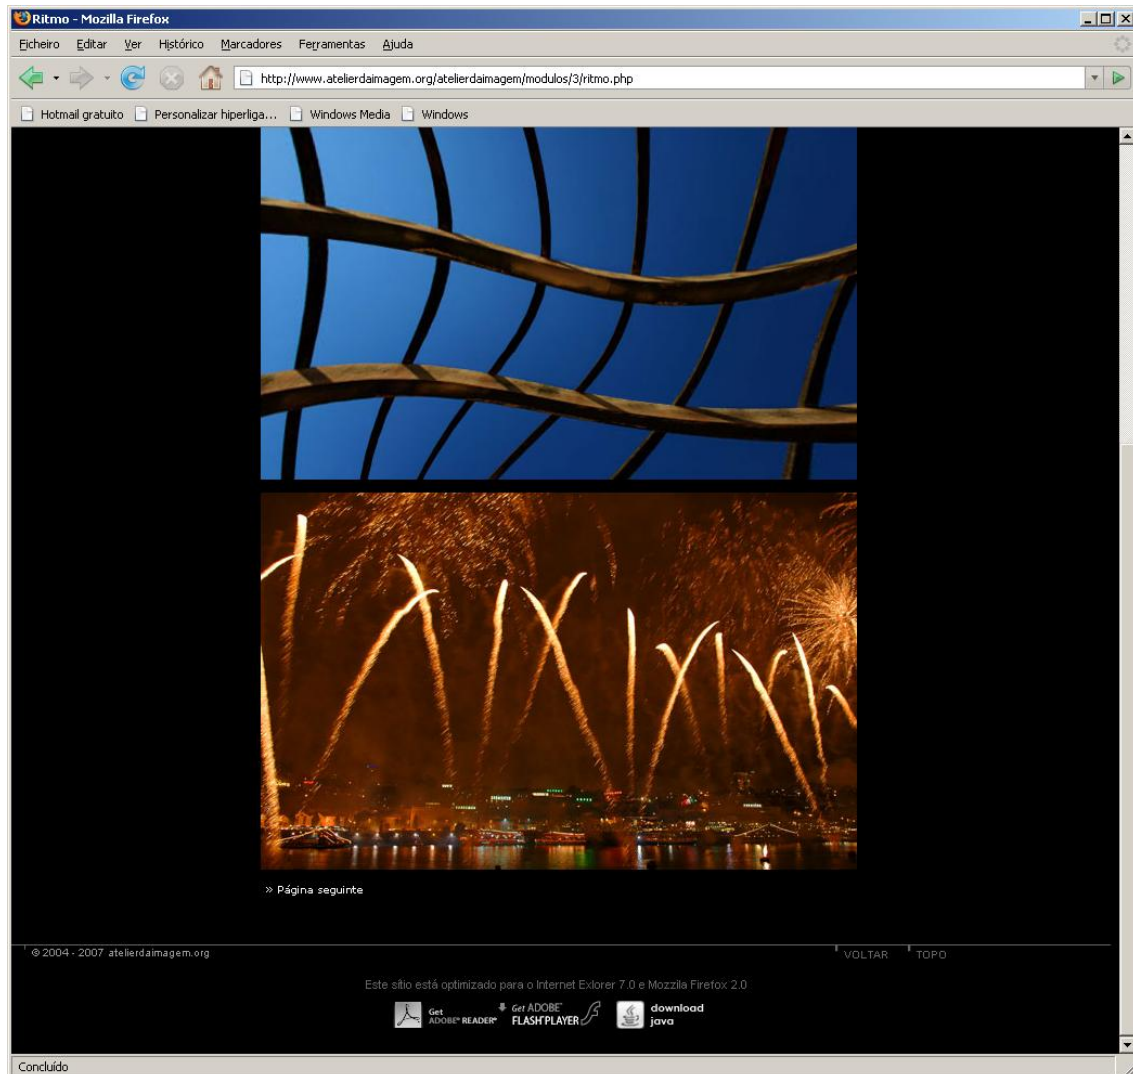 Ritmo - Mozilla Firefox
Ficheiro Editar Ver Histórico Marcadores Ferramentas Ajuda
http://www.atelierdaimagem.org/atelierdaimagem/modulos/3/ritmo.php
Hotmail gratuito Personalizar hiperliga... Windows Media Windows
» Página seguinte
© 2004 - 2007 atelierdaimagem.org VOLTAR TOPO
Este sítio está optimizado para o Internet Exlorer 7.0 e Mozzila Firefox 2.0
Get ADOBE® READER®
Get ADOBE® FLASH® PLAYER
download java
Concluído